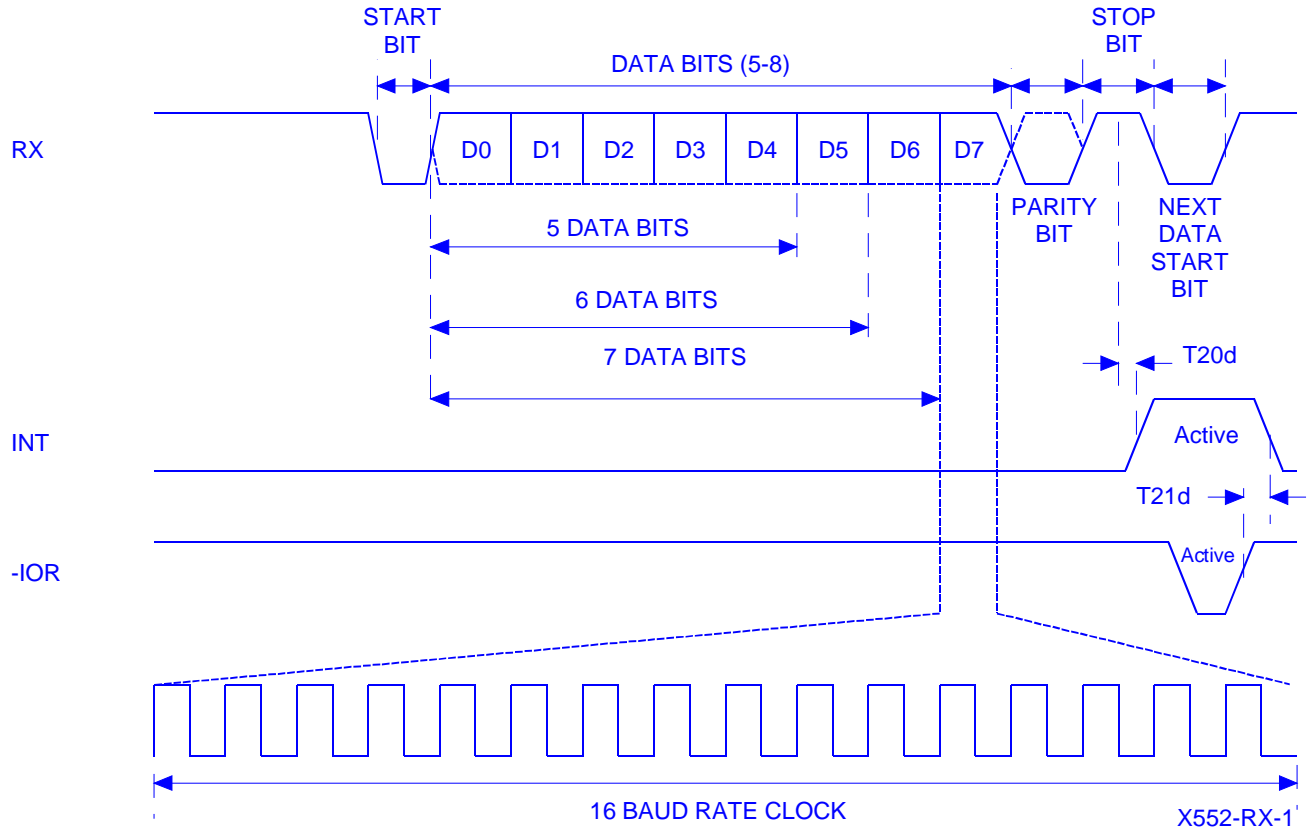 START
BIT
DATA BITS (5-8)
STOP
BIT
RX
D0 D1 D2 D3 D4 D5 D6 D7
PARITY
BIT
NEXT
DATA
START
BIT
5 DATA BITS
6 DATA BITS
7 DATA BITS
T20d
INT
Active
T21d
-IOR
Active
16 BAUD RATE CLOCK
X552-RX-1